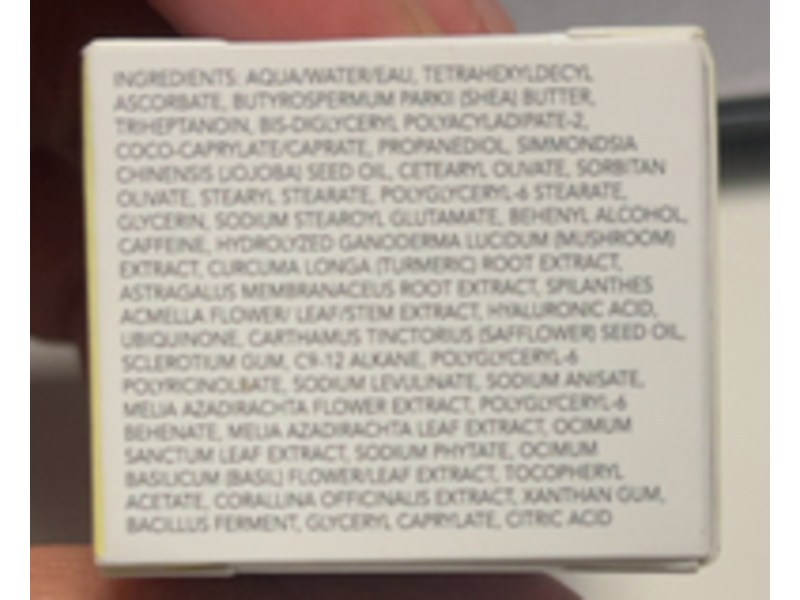 INGREDIENTS: AQUA/WATER/EAU, TETRAHEXYLDECYL
ASCORBATE, BUTYROSPERMUM PARKII (SHEA) BUTTER,
TRIHEPTANOIN, BIS-DIGLYCERYL POLYACYLADIPATE-2,
COCO-CAPRYLATE/CAPRATE, PROPANEDIOL, SIMMONDSIA
CHINENSIS (JOJOBA) SEED OIL, CETEARYL OLIVATE, SORBITAN
OLIVATE, STEARYL STEARATE, POLYGLYCERYL-6 STEARATE,
GLYCERIN, SODIUM STEAROYL GLUTAMATE, BEHENYL ALCOHOL,
CAFFEINE, HYDROLYZED GANODERMA LUCIDUM (MUSHROOM)
EXTRACT, CURCUMA LONGA (TURMERIC) ROOT EXTRACT,
ASTRAGALUS MEMBRANACEUS ROOT EXTRACT, SPILANTHES
ACMELLA FLOWER/ LEAF/STEM EXTRACT, HYALURONIC ACID,
UBIQUINONE, CARTHAMUS TINCTORIUS (SAFFLOWER) SEED OIL,
SCLEROTIUM GUM, C9-12 ALKANE, POLYGLYCERYL-6
POLYRICINOLBATE, SODIUM LEVULINATE, SODIUM ANISATE,
MELIA AZADIRACHTA FLOWER EXTRACT, POLYGLYCERYL-6
BEHENATE, MELIA AZADIRACHTA LEAF EXTRACT, OCIMUM
SANCTUM LEAF EXTRACT, SODIUM PHYTATE, OCIMUM
BASILICUM (BASIL) FLOWER/LEAF EXTRACT, TOCOPHERYL
ACETATE, CORALLINA OFFICINALIS EXTRACT, XANTHAN GUM,
BACILLUS FERMENT, GLYCERYL CAPRYLATE, CITRIC ACID